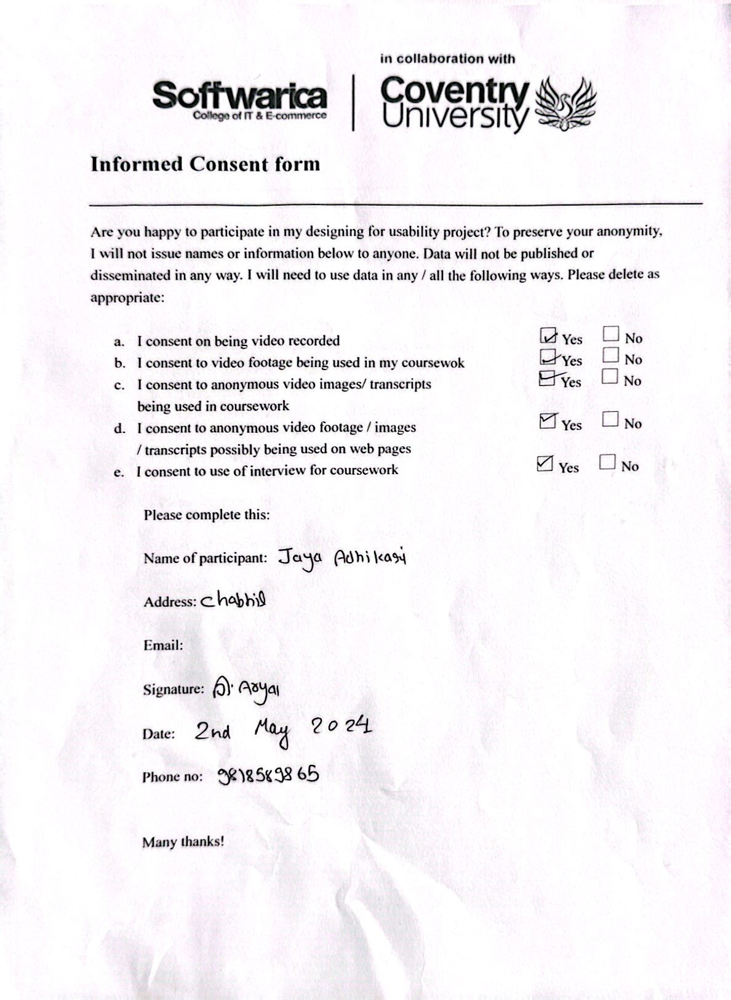 in collaboration with
Softwarica
College of IT & E-commerce
Coventry
University
Informed Consent form
Are you happy to participate in my designing for usability project? To preserve your anonymity,
I will not issue names or information below to anyone. Data will not be published or
disseminated in any way. I will need to use data in any / all the following ways. Please delete as
appropriate:
a. I consent on being video recorded ☑ Yes ☐ No
b. I consent to video footage being used in my coursewok ☑ Yes ☐ No
c. I consent to anonymous video images/ transcripts ☑ Yes ☐ No
being used in coursework
d. I consent to anonymous video footage / images ☑ Yes ☐ No
/ transcripts possibly being used on web pages
e. I consent to use of interview for coursework ☑ Yes ☐ No
Please complete this:
Name of participant: Jaya Adhikari
Address: Chabhil
Email:
Signature: Aryal
Date: 2nd May 2024
Phone no: 9818589865
Many thanks!